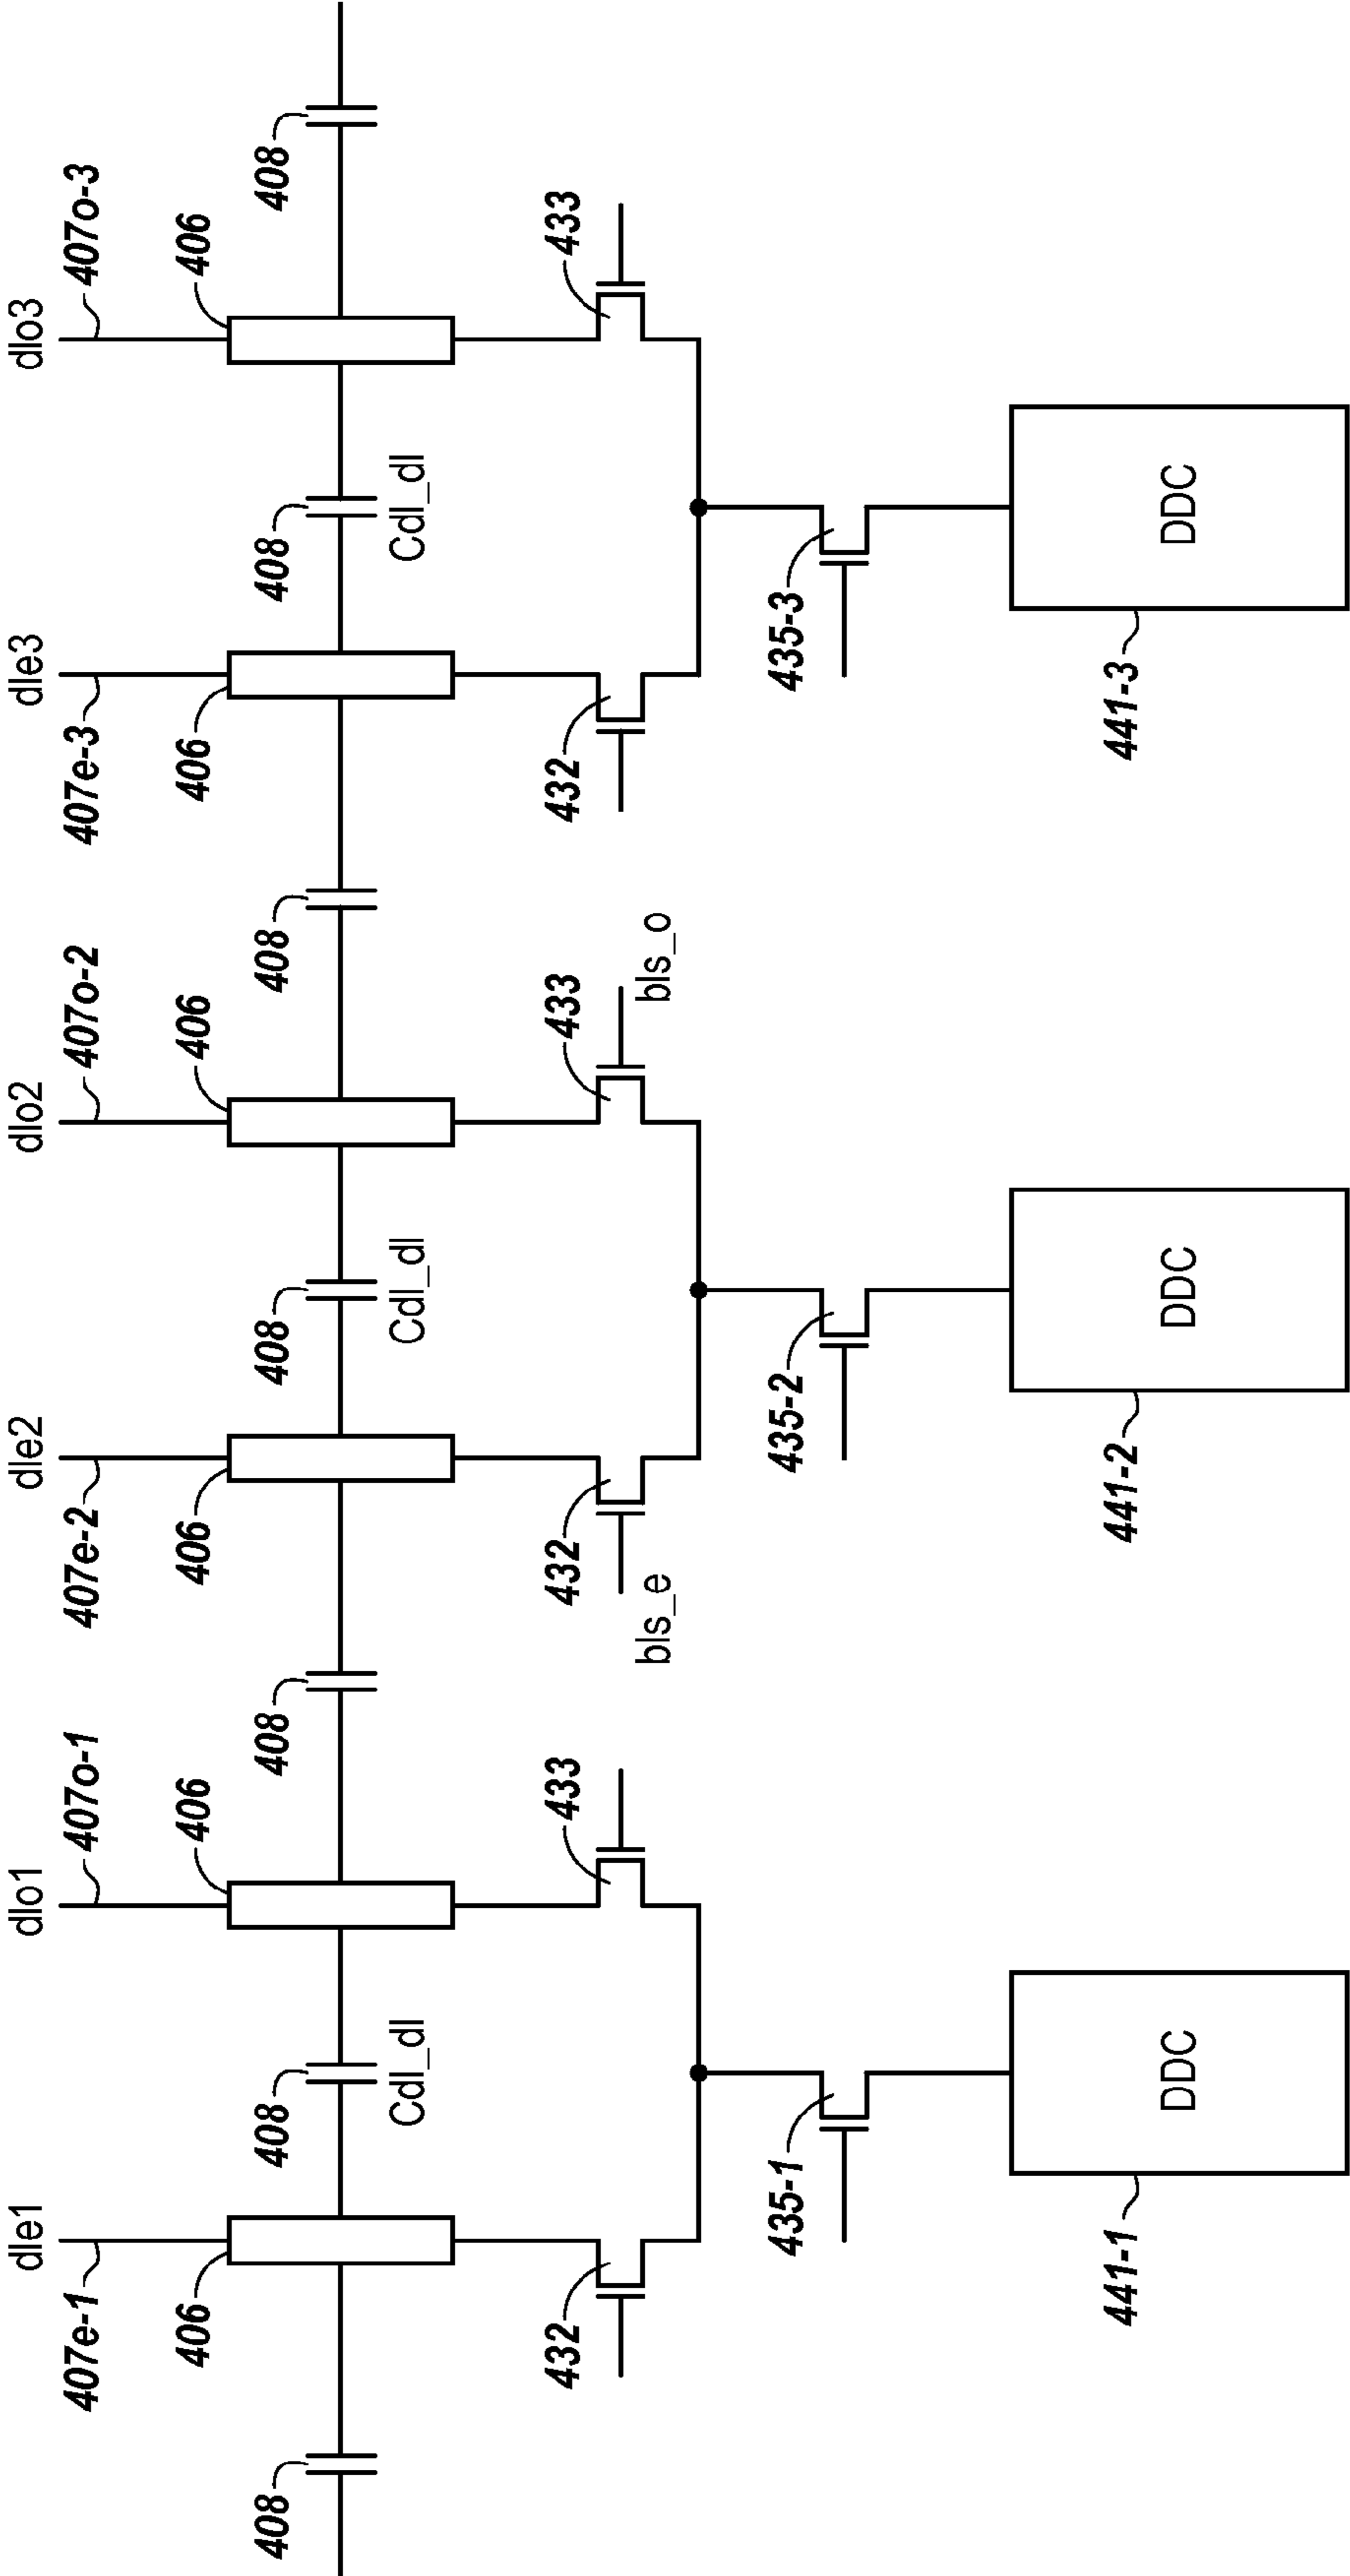 dle1 dlo1 dle2 dlo2 dle3 dlo3
407e-1 407o-1 407e-2 407o-2 407e-3 407o-3
406 406 406 406 406 406
408 408 408 408 408 408 408
Cdl_dl Cdl_dl Cdl_dl
432 433 432 433 432 433
bls_e bls_o
435-1 435-2 435-3
441-1 441-2 441-3
DDC DDC DDC